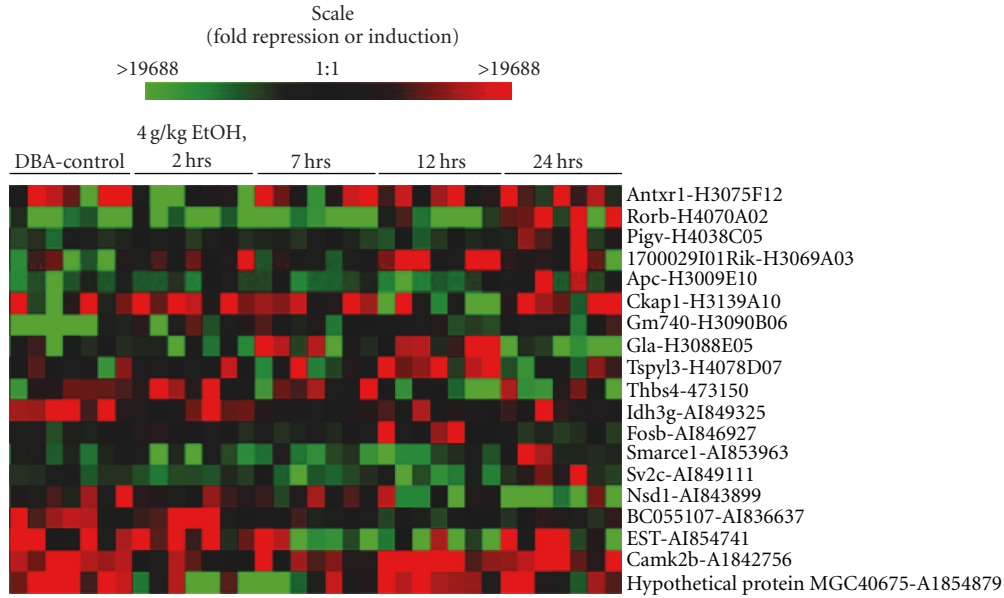 Scale
(fold repression or induction)
>19688 1:1 >19688
4 g/kg EtOH,
DBA-control 2 hrs 7 hrs 12 hrs 24 hrs
Antxr1-H3075F12
Rorb-H4070A02
Pigv-H4038C05
1700029I01Rik-H3069A03
Apc-H3009E10
Ckap1-H3139A10
Gm740-H3090B06
Gla-H3088E05
Tspyl3-H4078D07
Thbs4-473150
Idh3g-AI849325
Fosb-AI846927
Smarce1-AI853963
Sv2c-AI849111
Nsd1-AI843899
BC055107-AI836637
EST-AI854741
Camk2b-A1842756
Hypothetical protein MGC40675-A1854879